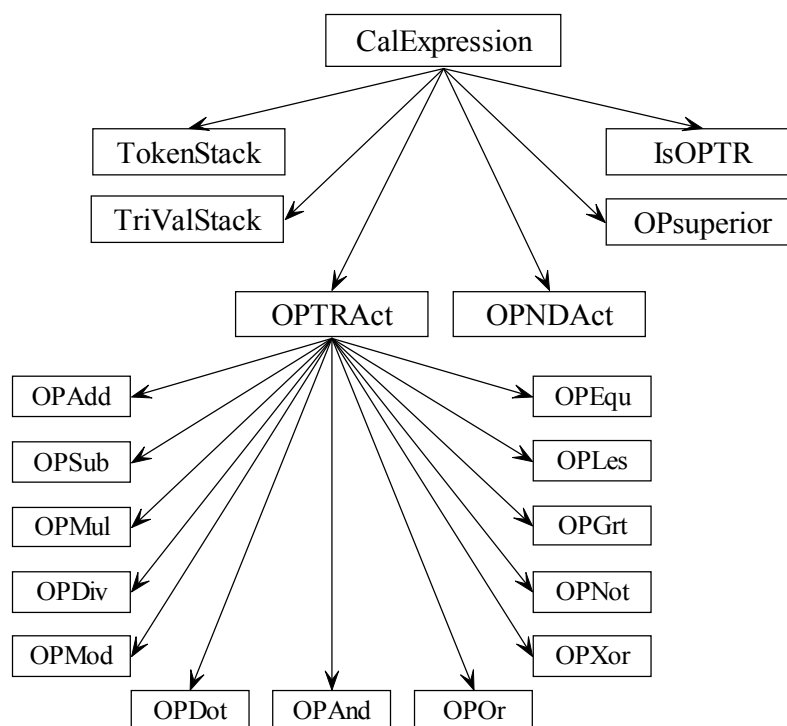 CalExpression
TokenStack
IsOPTR
TriValStack
OPsuperior
OPTRAct
OPNDAct
OPAdd
OPEqu
OPSub
OPLes
OPMul
OPGrt
OPDiv
OPNot
OPMod
OPXor
OPDot
OPAnd
OPOr